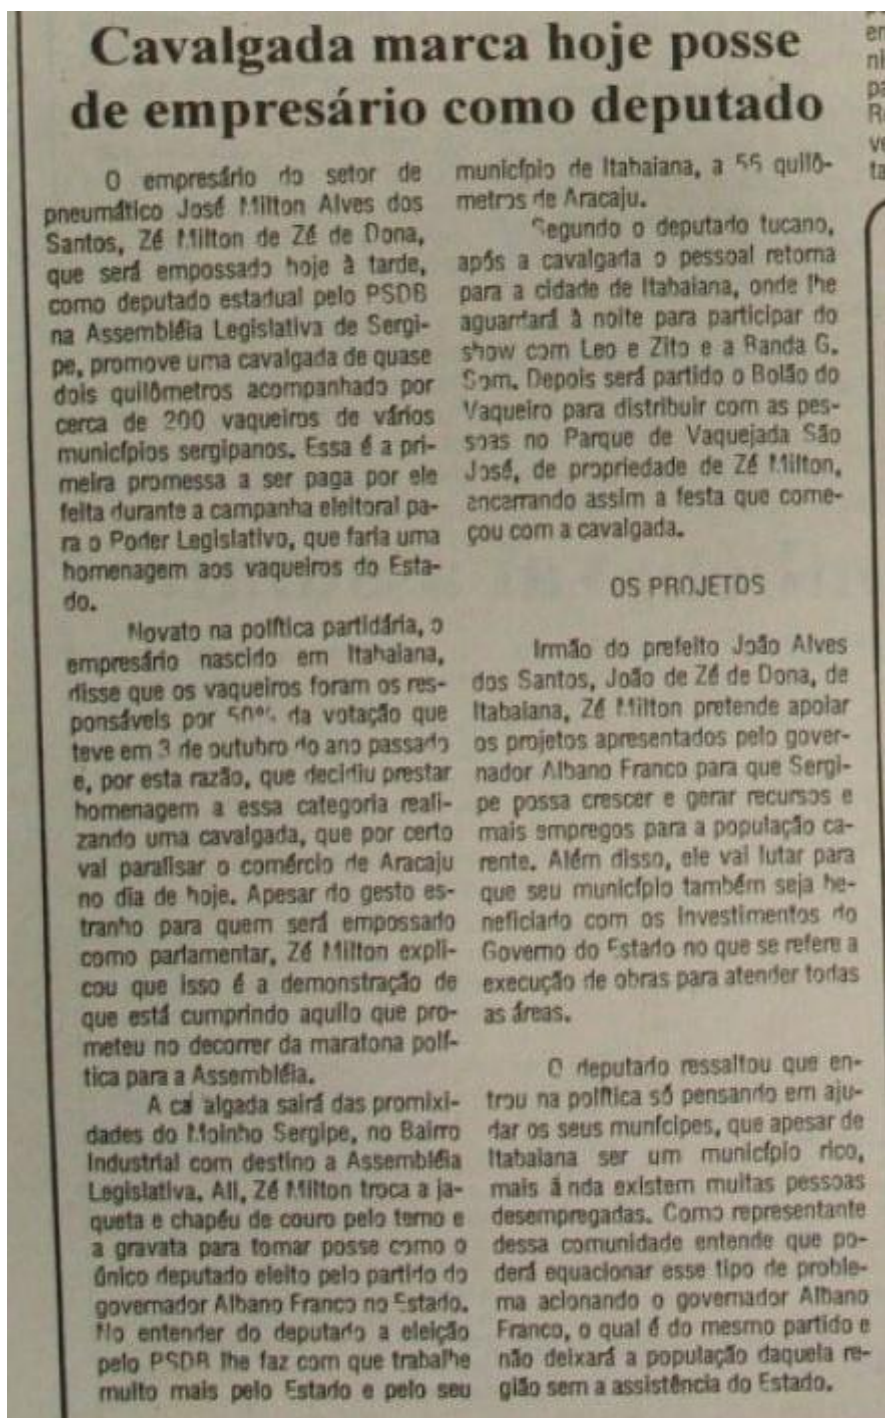 Cavalgada marca hoje posse
de empresário como deputado
O empresário do setor de
pneumático José Milton Alves dos
Santos, Zé Milton de Zé de Dona,
que será empossado hoje à tarde,
como deputado estadual pelo PSDB
na Assembléia Legislativa de Sergi-
pe, promove uma cavalgada de quase
dois quilômetros acompanhado por
cerca de 200 vaqueiros de vários
municípios sergipanos. Essa é a pri-
meira promessa a ser paga por ele
feita durante a campanha eleitoral pa-
ra o Poder Legislativo, que faria uma
homenagem aos vaqueiros do Esta-
do.
Novato na política partidária, o
empresário nascido em Itabaiana,
disse que os vaqueiros foram os res-
ponsáveis por 50% da votação que
teve em 3 de outubro do ano passado
e, por esta razão, que decidiu prestar
homenagem a essa categoria reali-
zando uma cavalgada, que por certo
vai paralisar o comércio de Aracaju
no dia de hoje. Apesar do gesto es-
tranho para quem será empossado
como parlamentar, Zé Milton expli-
cou que isso é a demonstração de
que está cumprindo aquilo que pro-
meteu no decorrer da maratona polí-
tica para a Assembléia.
A cavalgada sairá das promixi-
dades do Moinho Sergipe, no Bairro
Industrial com destino a Assembléia
Legislativa. Ali, Zé Milton troca a ja-
queta e chapéu de couro pelo terno e
a gravata para tomar posse como o
único deputado eleito pelo partido do
governador Albano Franco no Estado.
No entender do deputado a eleição
pelo PSDB lhe faz com que trabalhe
muito mais pelo Estado e pelo seu
município de Itabaiana, a 55 quilô-
metros de Aracaju.
Segundo o deputado tucano,
após a cavalgada o pessoal retorna
para a cidade de Itabaiana, onde lhe
aguardará à noite para participar do
show com Leo e Zito e a Banda G.
Som. Depois será partido o Bolão do
Vaqueiro para distribuir com as pes-
soas no Parque de Vaquejada São
José, de propriedade de Zé Milton,
encerrando assim a festa que come-
çou com a cavalgada.
OS PROJETOS
Irmão do prefeito João Alves
dos Santos, João de Zé de Dona, de
Itabaiana, Zé Milton pretende apoiar
os projetos apresentados pelo gover-
nador Albano Franco para que Sergi-
pe possa crescer e gerar recursos e
mais empregos para a população ca-
rente. Além disso, ele vai lutar para
que seu município também seja be-
neficiado com os investimentos do
Governo do Estado no que se refere a
execução de obras para atender todas
as áreas.
O deputado ressaltou que en-
trou na política só pensando em aju-
dar os seus munícipes, que apesar de
Itabaiana ser um município rico,
mais ainda existem muitas pessoas
desempregadas. Como representante
dessa comunidade entende que po-
derá equacionar esse tipo de proble-
ma acionando o governador Albano
Franco, o qual é do mesmo partido e
não deixará a população daquela re-
gião sem a assistência do Estado.